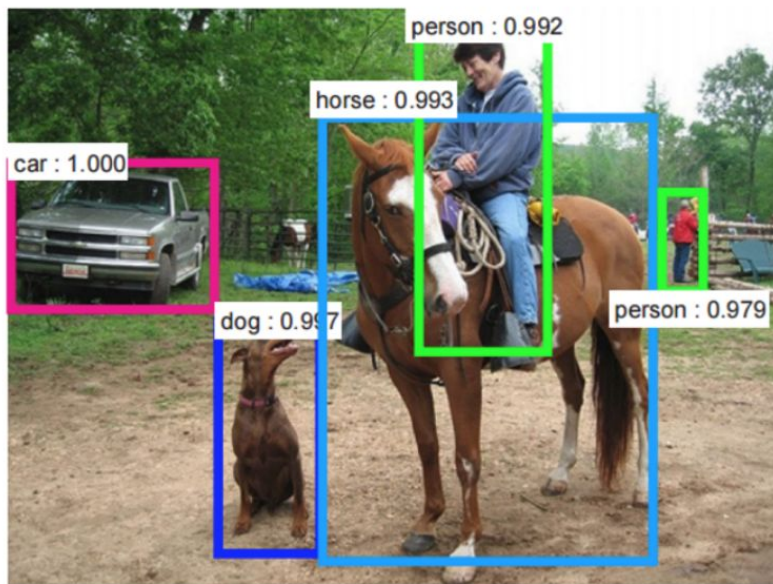 person : 0.992
horse : 0.993
car : 1.000
dog : 0.997
person : 0.979